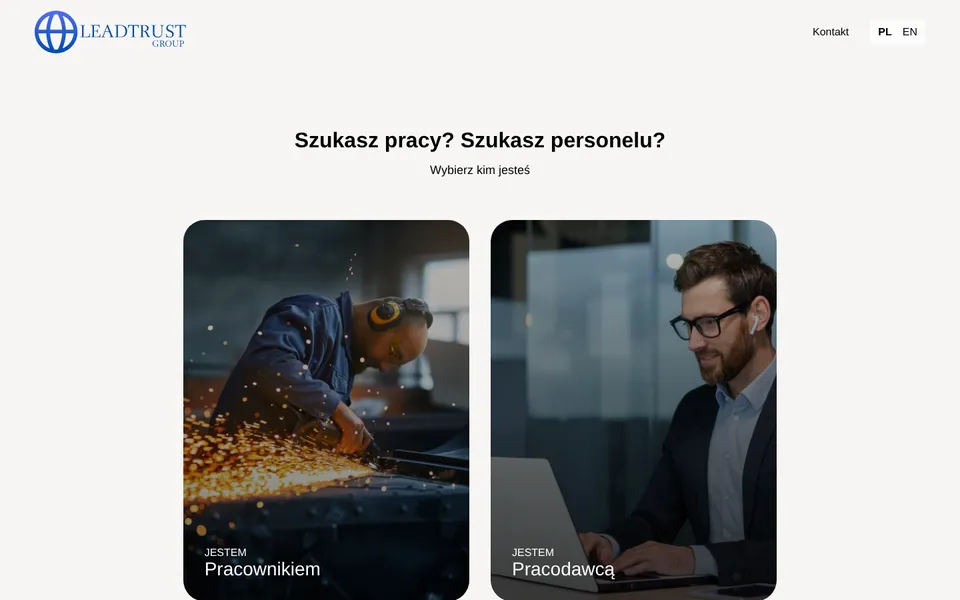 LEADTRUST
GROUP
Kontakt
PL EN
Szukasz pracy? Szukasz personelu?
Wybierz kim jesteś
JESTEM
Pracownikiem
JESTEM
Pracodawcą